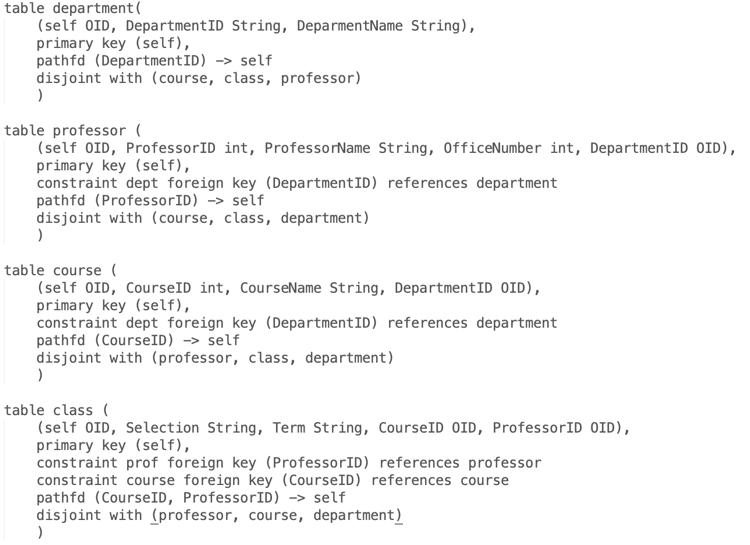 table department(
(self OID, DepartmentID String, DeparmentName String),
primary key (self),
pathfd (DepartmentID) -> self
disjoint with (course, class, professor)
)
table professor (
(self OID, ProfessorID int, ProfessorName String, OfficeNumber int, DepartmentID OID),
primary key (self),
constraint dept foreign key (DepartmentID) references department
pathfd (ProfessorID) -> self
disjoint with (course, class, department)
)
table course (
(self OID, CourseID int, CourseName String, DepartmentID OID),
primary key (self),
constraint dept foreign key (DepartmentID) references department
pathfd (CourseID) -> self
disjoint with (professor, class, department)
)
table class (
(self OID, Selection String, Term String, CourseID OID, ProfessorID OID),
primary key (self),
constraint prof foreign key (ProfessorID) references professor
constraint course foreign key (CourseID) references course
pathfd (CourseID, ProfessorID) -> self
disjoint with (professor, course, department)
)